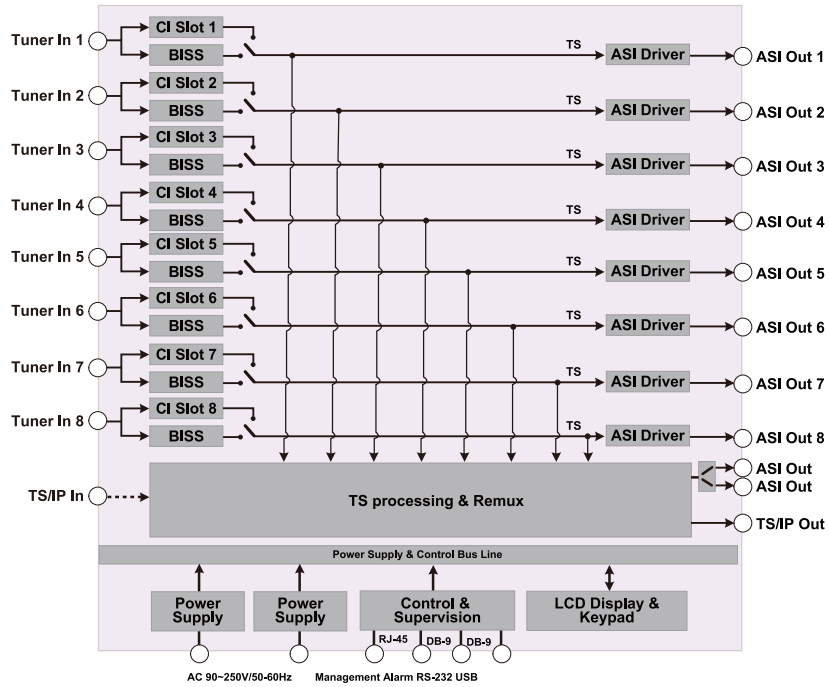 Tuner In 1
CI Slot 1
BISS
TS
ASI Driver
ASI Out 1
Tuner In 2
CI Slot 2
BISS
TS
ASI Driver
ASI Out 2
Tuner In 3
CI Slot 3
BISS
TS
ASI Driver
ASI Out 3
Tuner In 4
CI Slot 4
BISS
TS
ASI Driver
ASI Out 4
Tuner In 5
CI Slot 5
BISS
TS
ASI Driver
ASI Out 5
Tuner In 6
CI Slot 6
BISS
TS
ASI Driver
ASI Out 6
Tuner In 7
CI Slot 7
BISS
TS
ASI Driver
ASI Out 7
Tuner In 8
CI Slot 8
BISS
TS
ASI Driver
ASI Out 8
TS/IP In
TS processing & Remux
ASI Out
ASI Out
TS/IP Out
Power Supply & Control Bus Line
Power
Supply
Power
Supply
Control &
Supervision
LCD Display &
Keypad
RJ-45
DB-9
DB-9
AC 90~250V/50-60Hz
Management Alarm RS-232 USB